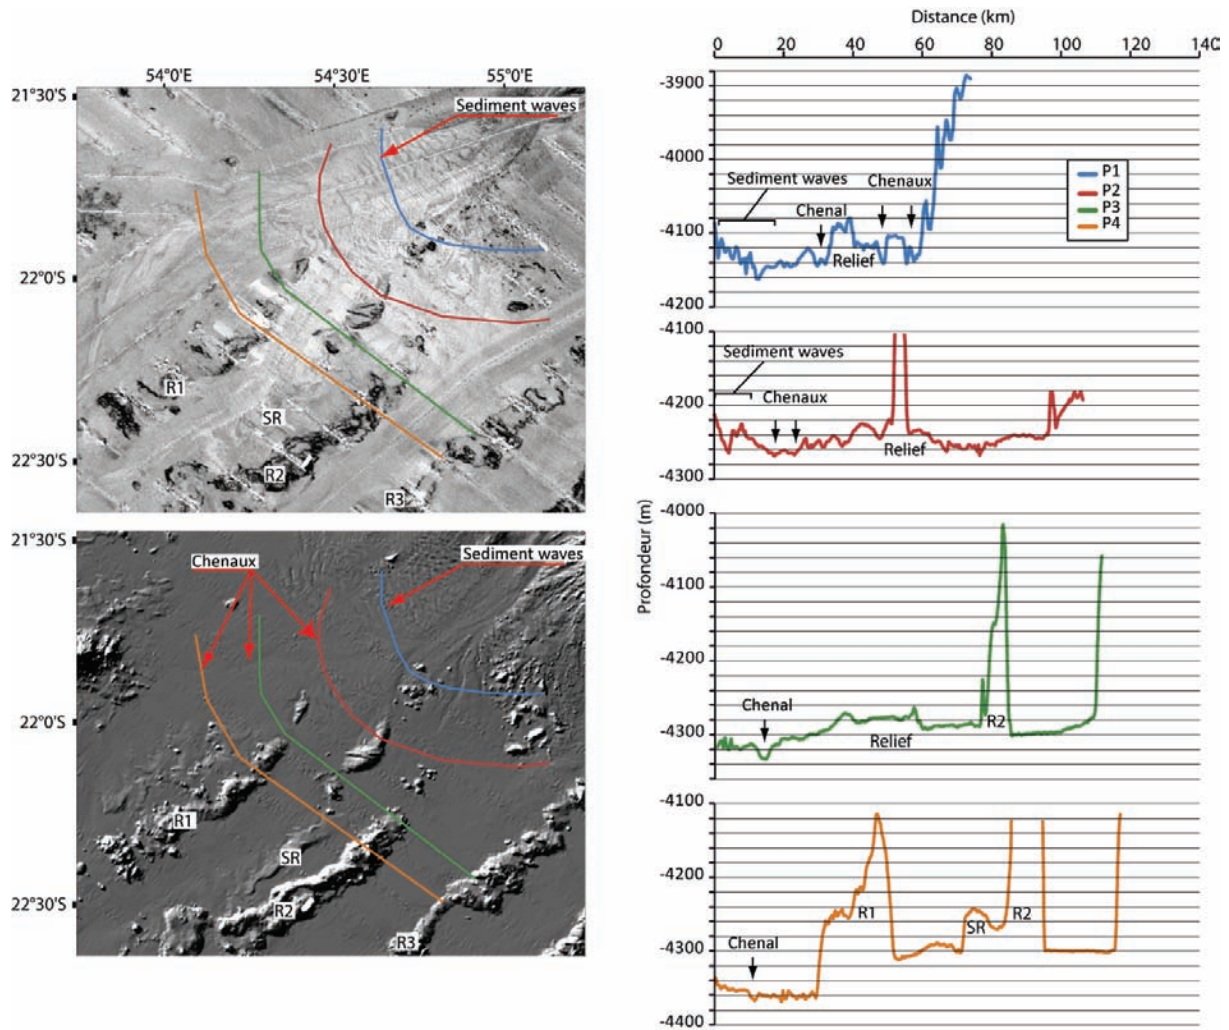 54°0'E 54°30'E 55°0'E
21°30'S
Sediment waves
22°0'S
R1
SR
22°30'S
R2
R3
21°30'S
Chenaux
Sediment waves
22°0'S
R1
SR
22°30'S
R2
R3
Distance (km)
0 20 40 60 80 100 120 140
Profondeur (m)
-3900
-4000
-4100
-4200
Sediment waves
Chenal
Chenaux
Relief
P1
P2
P3
P4
-4100
-4200
-4300
Sediment waves
Chenaux
Relief
-4000
-4100
-4200
-4300
Chenal
Relief
R2
-4100
-4200
-4300
-4400
Chenal
R1
SR
R2